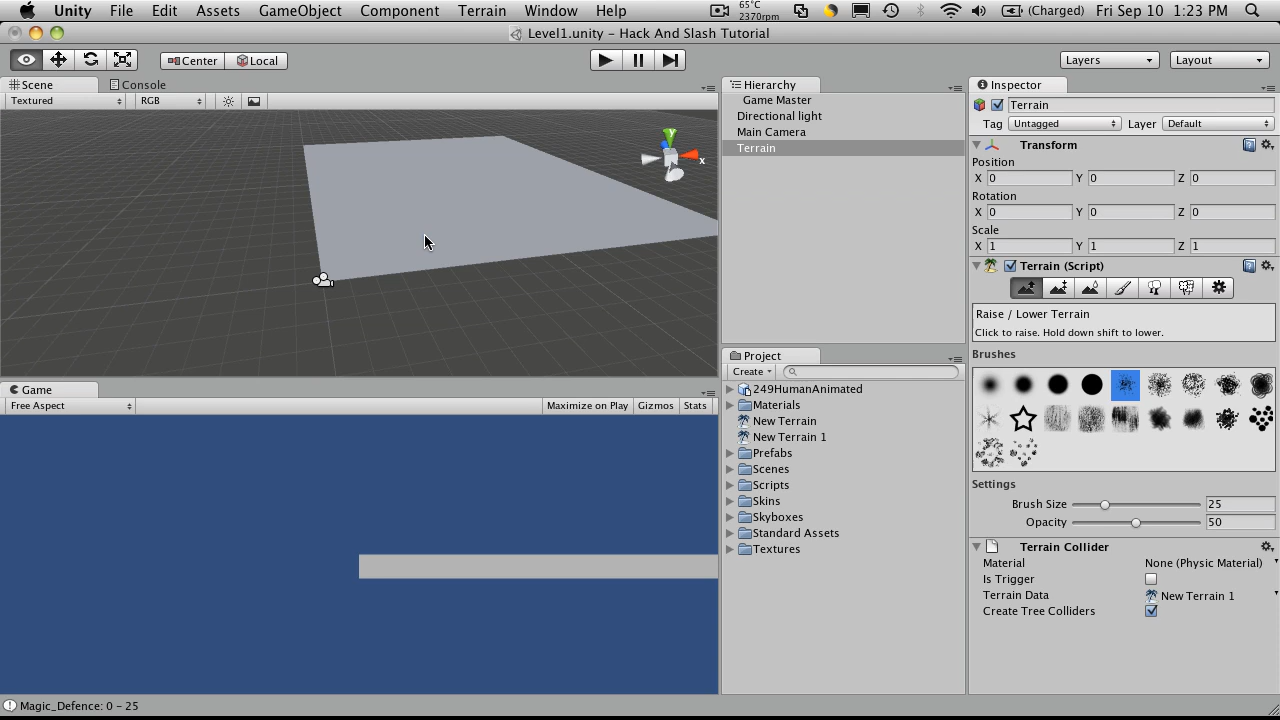 Unity File Edit Assets GameObject Component Terrain Window Help 65°C 2370rpm (Charged) Fri Sep 10 1:23 PM
Level1.unity - Hack And Slash Tutorial
Center Local Layers Layout
Scene Console
Textured RGB
y
x
Game
Free Aspect Maximize on Play Gizmos Stats
Hierarchy
Game Master
Directional light
Main Camera
Terrain
Project
Create
249HumanAnimated
Materials
New Terrain
New Terrain 1
Prefabs
Scenes
Scripts
Skins
Skyboxes
Standard Assets
Textures
Inspector
Terrain
Tag Untagged Layer Default
Transform
Position
X 0 Y 0 Z 0
Rotation
X 0 Y 0 Z 0
Scale
X 1 Y 1 Z 1
Terrain (Script)
Raise / Lower Terrain
Click to raise. Hold down shift to lower.
Brushes
Settings
Brush Size 25
Opacity 50
Terrain Collider
Material None (Physic Material)
Is Trigger
Terrain Data New Terrain 1
Create Tree Colliders
Magic_Defence: 0 - 25